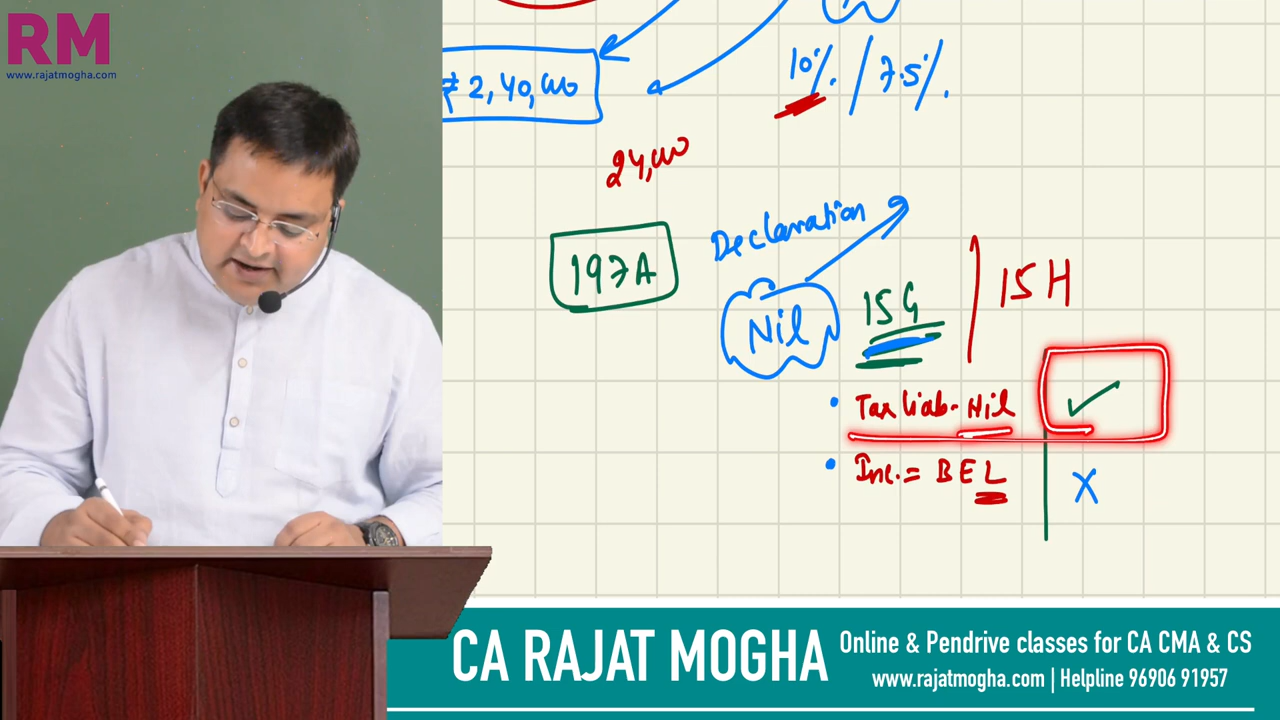 RM
www.rajatmogha.com
10% / 7.5%.
₹ 2,40,000
24,000
Declaration
197A
Nil
15G
15H
Tax liab. Nil ✓
Inc. = BEL X
CA RAJAT MOGHA
Online & Pendrive classes for CA CMA & CS
www.rajatmogha.com | Helpline 96906 91957